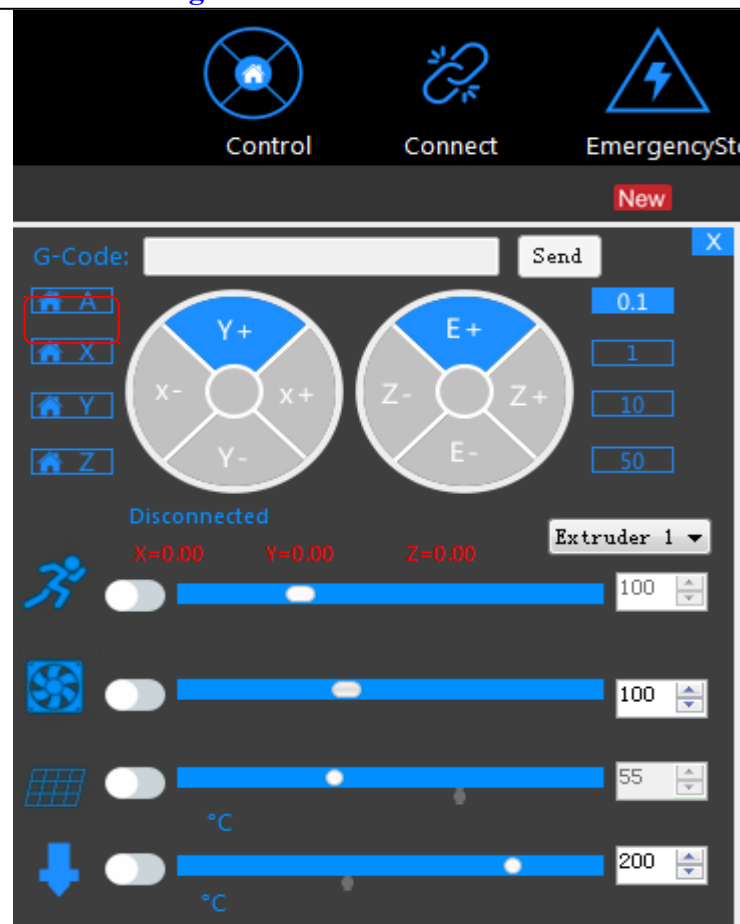 Control Connect EmergencySt
New
X
G-Code: Send
A
Y+ E+ 0.1
X 1
x- x+ Z- Z+
Y 10
Y- E-
Z 50
Disconnected
Extruder 1
X=0.00 Y=0.00 Z=0.00
100
100
55
°C
200
°C